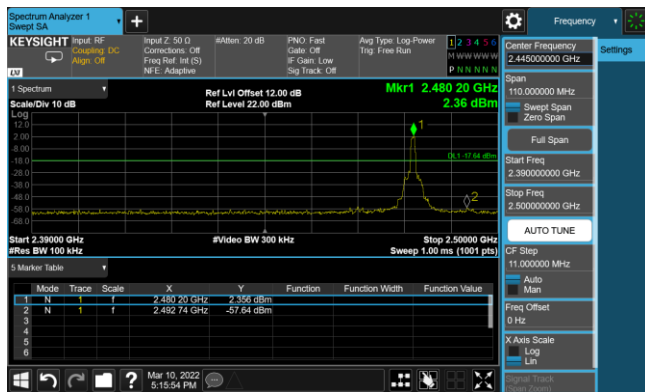 Spectrum Analyzer 1
Swept SA
Frequency
KEYSIGHT Input: RF
Coupling: DC
Align: Off
Input Z: 50 Ω
Corrections: Off
Freq Ref: Int (S)
NFE: Adaptive
#Atten: 20 dB
PNO: Fast
Gate: Off
IF Gain: Low
Sig Track: Off
Avg Type: Log-Power
Trig: Free Run
1 2 3 4 5 6
M W W W W W
P N N N N N
LXI
1 Spectrum
Scale/Div 10 dB
Ref Lvl Offset 12.00 dB
Ref Level 22.00 dBm
Mkr1 2.480 20 GHz
2.36 dBm
Log
12.0
2.00
-8.00
-18.0
-28.0
-38.0
-48.0
-58.0
-68.0
1
DL1 -17.64 dBm
2
Start 2.39000 GHz
#Res BW 100 kHz
#Video BW 300 kHz
Stop 2.50000 GHz
Sweep 1.00 ms (1001 pts)
5 Marker Table
Mode Trace Scale X Y Function Function Width Function Value
1 N 1 f 2.480 20 GHz 2.356 dBm
2 N 1 f 2.492 74 GHz -57.64 dBm
3
4
5
6
Mar 10, 2022
5:15:54 PM
?
Center Frequency
2.445000000 GHz
Settings
Span
110.000000 MHz
Swept Span
Zero Span
Full Span
Start Freq
2.390000000 GHz
Stop Freq
2.500000000 GHz
AUTO TUNE
CF Step
11.000000 MHz
Auto
Man
Freq Offset
0 Hz
X Axis Scale
Log
Lin
Signal Track
(Span Zoom)